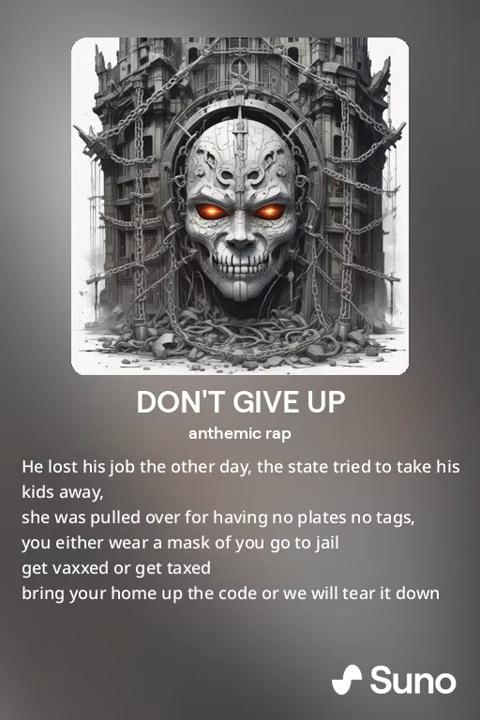 DON'T GIVE UP
anthemic rap
He lost his job the other day, the state tried to take his
kids away,
she was pulled over for having no plates no tags,
you either wear a mask of you go to jail
get vaxxed or get taxed
bring your home up the code or we will tear it down
Suno